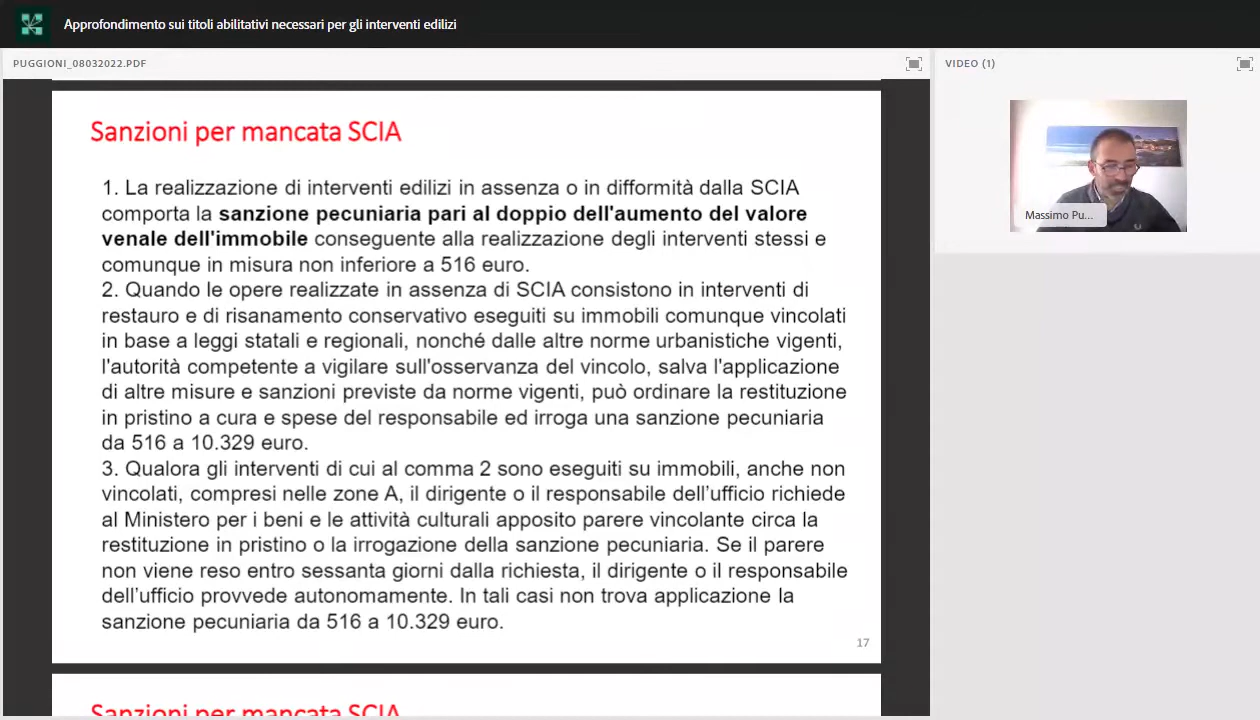 Approfondimento sui titoli abilitativi necessari per gli interventi edilizi
PUGGIONI_08032022.PDF
VIDEO (1)
Sanzioni per mancata SCIA
1. La realizzazione di interventi edilizi in assenza o in difformità dalla SCIA
comporta la sanzione pecuniaria pari al doppio dell'aumento del valore
venale dell'immobile conseguente alla realizzazione degli interventi stessi e
comunque in misura non inferiore a 516 euro.
2. Quando le opere realizzate in assenza di SCIA consistono in interventi di
restauro e di risanamento conservativo eseguiti su immobili comunque vincolati
in base a leggi statali e regionali, nonché dalle altre norme urbanistiche vigenti,
l'autorità competente a vigilare sull'osservanza del vincolo, salva l'applicazione
di altre misure e sanzioni previste da norme vigenti, può ordinare la restituzione
in pristino a cura e spese del responsabile ed irroga una sanzione pecuniaria
da 516 a 10.329 euro.
3. Qualora gli interventi di cui al comma 2 sono eseguiti su immobili, anche non
vincolati, compresi nelle zone A, il dirigente o il responsabile dell'ufficio richiede
al Ministero per i beni e le attività culturali apposito parere vincolante circa la
restituzione in pristino o la irrogazione della sanzione pecuniaria. Se il parere
non viene reso entro sessanta giorni dalla richiesta, il dirigente o il responsabile
dell'ufficio provvede autonomamente. In tali casi non trova applicazione la
sanzione pecuniaria da 516 a 10.329 euro.
17
Massimo Pu...
Sanzioni per mancata SCIA